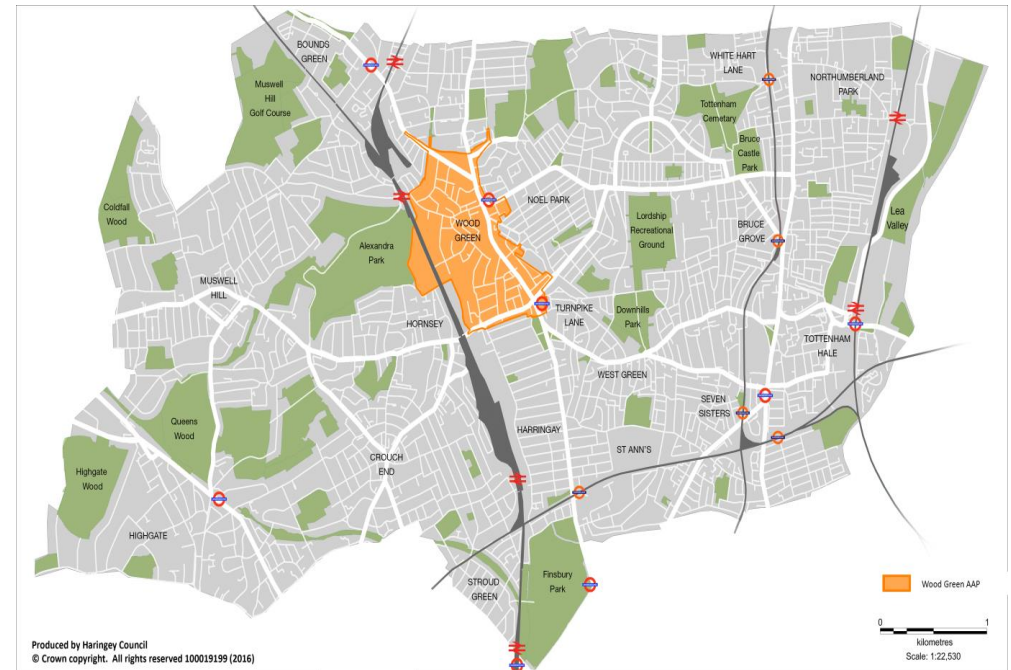 BOUNDS
GREEN
WHITE HART
LANE
NORTHUMBERLAND
PARK
Muswell
Hill
Golf Course
Tottenham
Cemetary
Bruce
Castle
Park
Coldfall
Wood
NOEL PARK
Lordship
Recreational
Ground
Lea
Valley
WOOD
GREEN
BRUCE
GROVE
Alexandra
Park
MUSWELL
HILL
HORNSEY
TURNPIKE
LANE
Downhills
Park
TOTTENHAM
HALE
WEST GREEN
SEVEN
SISTERS
Queens
Wood
HARRINGAY
ST ANN'S
CROUCH
END
Highgate
Wood
HIGHGATE
STROUD
GREEN
Finsbury
Park
Wood Green AAP
0 1
kilometres
Scale: 1:22,530
Produced by Haringey Council
© Crown copyright. All rights reserved 100019199 (2016)